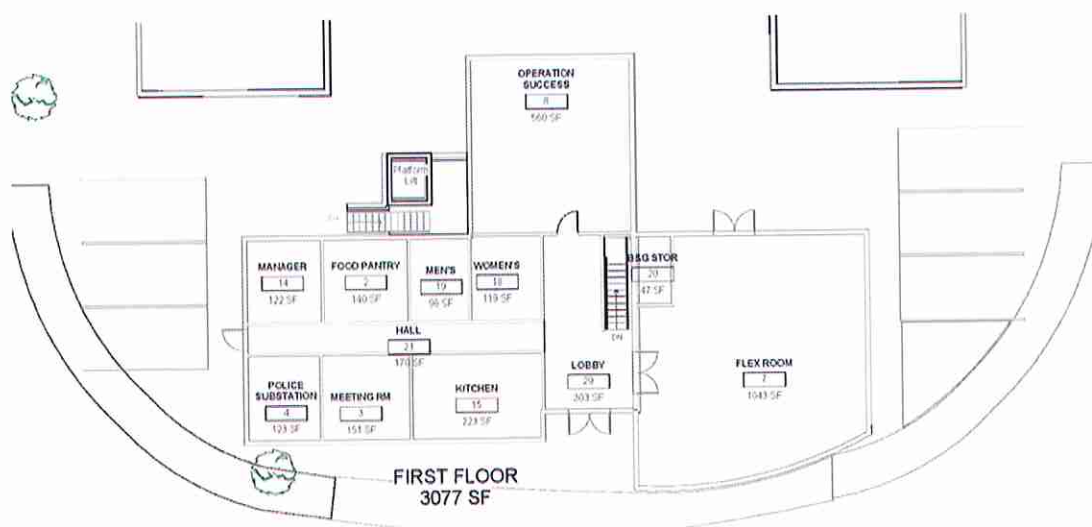 OPERATION
SUCCESS
8
560 SF
Platform
Lift
MANAGER
14
122 SF
FOOD PANTRY
2
140 SF
MEN'S
19
98 SF
WOMEN'S
18
119 SF
B&G STOR
20
47 SF
HALL
21
170 SF
DN
LOBBY
29
303 SF
FLEX ROOM
7
1043 SF
POLICE
SUBSTATION
4
123 SF
MEETING RM
3
151 SF
KITCHEN
15
223 SF
FIRST FLOOR
3077 SF